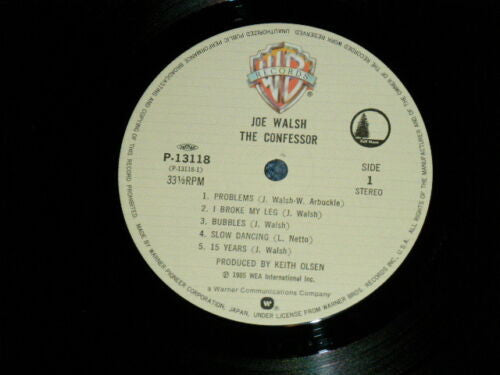 UNAUTHORIZED PUBLIC PERFORMANCE, BROADCASTING AND COPYING OF THIS RECORD PROHIBITED.
ALL RIGHTS OF THE MANUFACTURERS AND OF THE OWNER OF THE RECORDED WORK RESERVED.
RECORDS
JOE WALSH
THE CONFESSOR
P-13118
(P-13118-1)
33⅓RPM
SIDE
1
STEREO
1. PROBLEMS (J. Walsh-W. Arbuckle)
2. I BROKE MY LEG (J. Walsh)
3. BUBBLES (J. Walsh)
4. SLOW DANCING (L. Netto)
5. 15 YEARS (J. Walsh)
PRODUCED BY KEITH OLSEN
℗ 1985 WEA International Inc.
a Warner Communications Company
MADE BY WARNER-PIONEER CORPORATION, JAPAN, UNDER LICENSE FROM WARNER BROS. RECORDS INC., U.S.A.